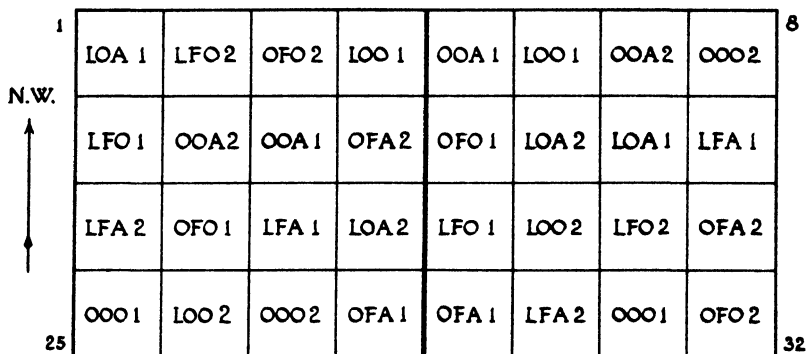 1 8
LOA 1 LFO 2 OFO 2 LOO 1 OOA 1 LOO 1 OOA 2 OOO 2
N.W.
LFO 1 OOA 2 OOA 1 OFA 2 OFO 1 LOA 2 LOA 1 LFA 1
LFA 2 OFO 1 LFA 1 LOA 2 LFO 1 LOO 2 LFO 2 OFA 2
OOO 1 LOO 2 OOO 2 OFA 1 OFA 1 LFA 2 OOO 1 OFO 2
25 32